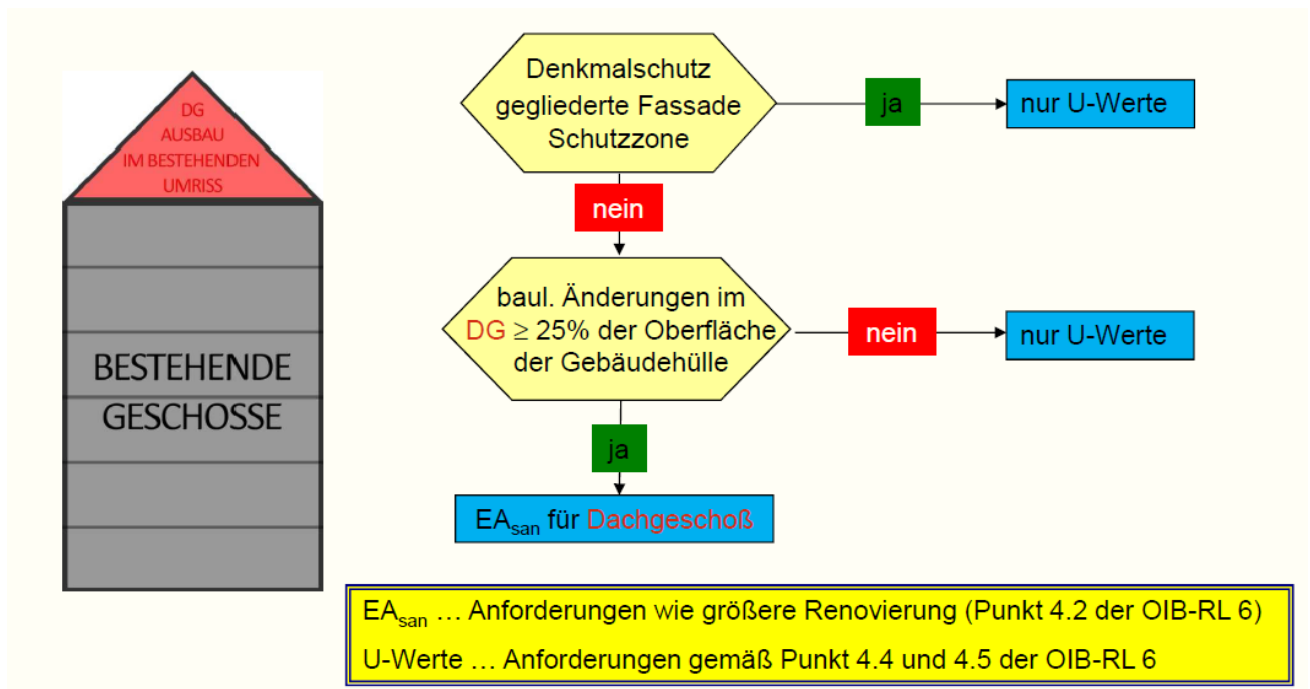 DG
AUSBAU
IM BESTEHENDEN
UMRISS
BESTEHENDE
GESCHOSSE
Denkmalschutz
gegliederte Fassade
Schutzzone
ja
nur U-Werte
nein
baul. Änderungen im
DG ≥ 25% der Oberfläche
der Gebäudehülle
nein
nur U-Werte
ja
EAsan für Dachgeschoß
EAsan … Anforderungen wie größere Renovierung (Punkt 4.2 der OIB-RL 6)
U-Werte … Anforderungen gemäß Punkt 4.4 und 4.5 der OIB-RL 6